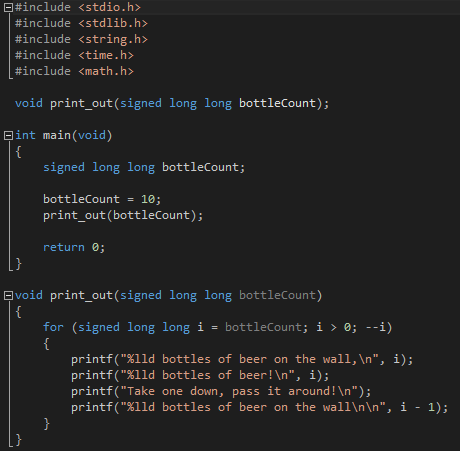 #include <stdio.h>
#include <stdlib.h>
#include <string.h>
#include <time.h>
#include <math.h>
void print_out(signed long long bottleCount);
int main(void)
{
signed long long bottleCount;
bottleCount = 10;
print_out(bottleCount);
return 0;
}
void print_out(signed long long bottleCount)
{
for (signed long long i = bottleCount; i > 0; --i)
{
printf("%lld bottles of beer on the wall,\n", i);
printf("%lld bottles of beer!\n", i);
printf("Take one down, pass it around!\n");
printf("%lld bottles of beer on the wall\n\n", i - 1);
}
}